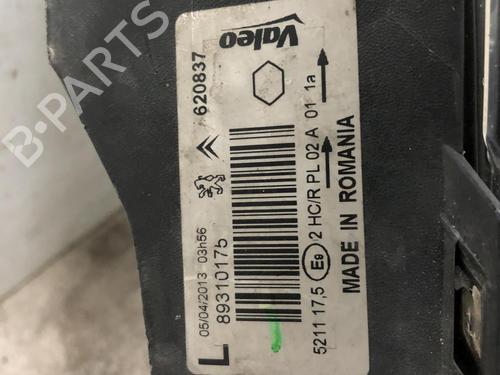 Valeo
620837
05/04/2013 03h56
L
89310175
5211 17,5 E9 2 HC/R PL 02 A 01 1a
MADE IN ROMANIA
B-PARTS